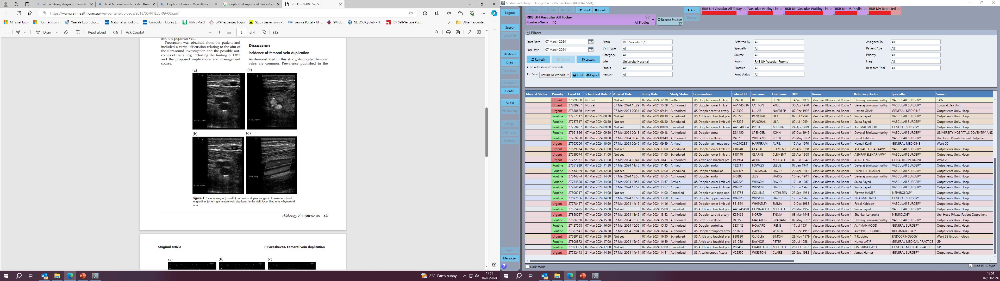 vein anatomy diagram - Search
bifid femoral vein b mode ultrasc
Duplicate Femoral Vein Ultrasoun
duplicated superficial femoral ve
PHLEB-09-085 52..55
https://www.veinhealth.com.au/wp-content/uploads/2013/05/PHLEB-09-085.pdf
NHS.net login Hotmail sign in OneFile Eportfolio L... National School of... Curriculum Library |... AAA SMaRT EASY expenses Login Study Leave Form -... Service Portal - UH... SVTGBI GE LOGIQ Club - H... ICT Self-Service Por... Other favourites
Draw Read aloud Ask Copilot 2 of 4
into the popliteal vein.
Preconsent was obtained from the patient and
included a verbal discussion relating to the aim of
the ultrasound investigation and the possible out-
comes of the study, including the finding of DVT
and the proposed implications and management
course.
Discussion
Incidence of femoral vein duplication
As demonstrated in this study, duplicated femoral
veins are common. Prevalence published in the
(a)
(c)
R FEM.V DUPL
R FEM.V DUPL
(b)
(d)
R FEM.V DUPL
Figure 1 B-mode images (a and b) and colour duplex images in transverse (c) and
longitudinal (d) of right femoral vein duplicates in the right lower limb of a 46-year-old
man
Phlebology 2011;26:52–55 53
Original article P Paraskevas. Femoral vein duplication
(a) (b) (c)
8°C Partly sunny
17:51
07/03/2024
Soliton Radiology+ - Logged in as Michael Davis (RKBDAVISM1)
Logout
Search
Worklists
Daybook
Diary
Appt Book
Dashboard
Config
Audio
VR Training
Merge
Batch scan
Statistics
Audit
Messages
New Edit Delete Reset Config
RKB UH Vascular All Today
Number of items: 46 AllStudies
Recent Studies
19
Add
Save
RKB UH Vascular All Today
Vascular Vetting List
RKB UH Vascular Waiting List
RKB UH US Daylist
RKB My Reported
Filters
Start Date 07 March 2024 15
End Date 07 March 2024 15
Refresh Admin Letters
Auto refresh in 20 seconds
On Save Return To Worklis Print Export
Exam RKB Vascular U/S
Visit Type All
Category All
Site University Hospital
Status All
Reason All
Referred By All
Specialty All
Source All
Room RKB UH Vascular Rooms
Practice All
Print Status All
Assigned To All
Patient Age All
Priority All
Flag All
Research Trial All
Manual Status Priority Event Id Scheduled Date Arrived Date Study Date Study Status Examination Patient Id Surname Firstname DOB Room Referring Doctor Specialty Source
Urgent 27889680 Not set Not set 07 Mar 2024 12:38 Vetted US Doppler lower limb art T79230 RISHI SUNIL 14 Sep 1959 Vascular Ultrasound Room 1 Devaraj Srinivasamurthy VASCULAR SURGERY SAW
Urgent 27889967 Not set 07 Mar 2024 15:29 07 Mar 2024 15:29 Authorised US Doppler lower limb art AA1445336 COTTON PAUL 30 Apr 1970 Vascular Ultrasound Room 1 Devaraj Srinivasamurthy VASCULAR SURGERY Surgical Day Unit
Urgent 27888686 Not set 07 Mar 2024 09:34 07 Mar 2024 09:34 Authorised US Doppler carotid artery C18399 NIJJAR NAVDEEP 07 Dec 1998 Vascular Ultrasound Room 1 Usman GHANI GENERAL MEDICINE Outpatients Univ. Hosp.
Routine 27757317 07 Mar 2024 08:30 Not set 07 Mar 2024 08:30 Scheduled US Ankle and brachial pre V45223 PANCHAL LILA 02 Jul 1959 Vascular Ultrasound Room 1 Saiqa Sayed VASCULAR SURGERY Outpatients Univ. Hosp.
Routine 27757317 07 Mar 2024 08:30 Not set 07 Mar 2024 08:30 Scheduled US Doppler lower limb vei V45223 PANCHAL LILA 02 Jul 1959 Vascular Ultrasound Room 1 Saiqa Sayed VASCULAR SURGERY Outpatients Univ. Hosp.
Routine 27759467 07 Mar 2024 09:00 Not set 07 Mar 2024 09:00 Cancelled US Doppler lower limb vei AA1648564 PRIBIL MILENA 24 Apr 1979 Vascular Ultrasound Room 1 Asif MAHMOOD GENERAL SURGERY Outpatients Univ. Hosp.
Routine 27661326 07 Mar 2024 09:30 07 Mar 2024 09:18 07 Mar 2024 09:18 Authorised US Doppler aorta D31450 SPENCER JOHN 07 Dec 1946 Vascular Ultrasound Room 1 Devaraj Srinivasamurthy VASCULAR SURGERY UNIVERSITY HOSPITALS COVENTRY AND
Routine 27769260 07 Mar 2024 10:00 07 Mar 2024 09:49 07 Mar 2024 09:49 Authorised US Graft surveillance V40710 WILLIAMS PETER 26 May 1962 Vascular Ultrasound Room 1 Faisal Kahloon VASCULAR SURGERY Uni. Hosp Private Patient Outpatient
Urgent 27765206 07 Mar 2024 10:00 07 Mar 2024 09:49 07 Mar 2024 09:49 Arrived US Doppler vein map uppe AA2102351 HARRIRAM AVRIL 15 Apr 1970 Vascular Ultrasound Room 1 Hemali Kanji GENERAL MEDICINE Ward 50
Urgent 27639074 07 Mar 2024 11:00 Not set 07 Mar 2024 11:00 Scheduled US Doppler lower limb art F18140 CLARKE CLEMENT 26 Apr 1958 Vascular Ultrasound Room 1 ASHRAF ELSHARKAWY VASCULAR SURGERY Outpatients Univ. Hosp.
Urgent 27639074 07 Mar 2024 11:00 Not set 07 Mar 2024 11:00 Scheduled US Doppler lower limb vei F18140 CLARKE CLEMENT 26 Apr 1958 Vascular Ultrasound Room 1 ASHRAF ELSHARKAWY VASCULAR SURGERY Outpatients Univ. Hosp.
Urgent 27762971 07 Mar 2024 11:00 07 Mar 2024 10:41 07 Mar 2024 10:41 Authorised US Ankle and brachial pre P13914 ATKIN MICHAEL 02 Jun 1942 Vascular Ultrasound Room 1 ALICE ONG GERIATRIC MEDICINE Ward 20
Routine 27651939 07 Mar 2024 11:30 07 Mar 2024 11:45 07 Mar 2024 11:45 Arrived US Doppler aorta T32711 FOWKES LESLIE 07 Jan 1941 Vascular Ultrasound Room 1 Devaraj Srinivasamurthy VASCULAR SURGERY Outpatients Univ. Hosp.
Routine 27654989 07 Mar 2024 12:00 Not set 07 Mar 2024 12:00 Scheduled US Doppler aortoiliac A07326 THOMSON DAVID 20 Apr 1947 Vascular Ultrasound Room 1 DANIEL J HIGMAN VASCULAR SURGERY Outpatients Univ. Hosp.
Routine 27844374 07 Mar 2024 14:00 07 Mar 2024 13:55 07 Mar 2024 13:55 Authorised US Doppler aorta J45890 JESS HARRY 10 Feb 1941 Vascular Ultrasound Room 1 Devaraj Srinivasamurthy VASCULAR SURGERY Outpatients Univ. Hosp.
Routine 27784890 07 Mar 2024 14:00 07 Mar 2024 13:57 07 Mar 2024 13:57 Arrived US Doppler lower limb vei D07823 WILSON DAVID 17 Jun 1967 Vascular Ultrasound Room 1 Saiqa Sayed VASCULAR SURGERY Outpatients Univ. Hosp.
Routine 27784890 07 Mar 2024 14:00 07 Mar 2024 13:57 07 Mar 2024 13:57 Arrived US Doppler lower limb vei D07823 WILSON DAVID 17 Jun 1967 Vascular Ultrasound Room 1 Saiqa Sayed VASCULAR SURGERY Outpatients Univ. Hosp.
Routine 27800217 07 Mar 2024 14:00 Not set 07 Mar 2024 14:00 Cancelled US Doppler vein map uppe B34755 COLLINS KATHLEEN 23 Sep 1961 Vascular Ultrasound Room 1 Rizwan HAMER NEPHROLOGY Outpatients Univ. Hosp.
Routine 27697586 07 Mar 2024 14:00 07 Mar 2024 13:58 07 Mar 2024 13:58 Arrived US Doppler upper limb vei D07823 WILSON DAVID 17 Jun 1967 Vascular Ultrasound Room 1 Nick MATHARU GENERAL SURGERY Outpatients Univ. Hosp.
Urgent 27778437 07 Mar 2024 14:30 07 Mar 2024 14:16 07 Mar 2024 14:16 Authorised US Doppler lower limb vei F51864 WHEATLEY EMMA 10 Dec 1988 Vascular Ultrasound Room 1 Faisal Kahloon VASCULAR SURGERY Outpatients Univ. Hosp.
Routine 27655495 07 Mar 2024 15:00 Not set 07 Mar 2024 15:00 Cancelled US Ankle and brachial pre AA1745490 DONNACHIE MICHAEL 28 Mar 1959 Vascular Ultrasound Room 1 Saiqa Sayed VASCULAR SURGERY Outpatients Univ. Hosp.
Urgent 27850027 07 Mar 2024 15:00 07 Mar 2024 13:42 07 Mar 2024 13:42 Authorised US Doppler carotid artery K65463 NORTH SYLVIA 03 Mar 1943 Vascular Ultrasound Room 1 Shankar Loharuka NEUROLOGY Uni. Hosp Private Patient Outpatient
Routine 27656060 07 Mar 2024 15:30 07 Mar 2024 15:38 07 Mar 2024 15:38 Authorised US Graft surveillance J80353 MACATEER GRAHAM 07 May 1967 Vascular Ultrasound Room 1 Devaraj Srinivasamurthy VASCULAR SURGERY Outpatients Univ. Hosp.
Routine 27427098 07 Mar 2024 16:00 07 Mar 2024 15:55 07 Mar 2024 15:55 Authorised US Doppler aortoiliac S33142 HOWARD IRENE 17 Jul 1951 Vascular Ultrasound Room 1 Asif MAHMOOD GENERAL SURGERY Outpatients Univ. Hosp.
Routine 27887541 07 Mar 2024 16:30 07 Mar 2024 16:04 07 Mar 2024 16:04 Authorised US Doppler temporal arter S61631 DAVIES WENDY 15 Dec 1953 Vascular Ultrasound Room 1 Alec PRICE-FORBES RHEUMATOLOGY Outpatients Univ. Hosp.
Urgent 27689182 07 Mar 2024 16:30 Not set 07 Mar 2024 16:30 Scheduled US Ankle and brachial pre E20890 QUIGLEY SIMON 28 Nov 1979 Vascular Ultrasound Room 1 T Robbins ENDOCRINOLOGY Ward 33 Endocrinology
Routine 27800372 07 Mar 2024 17:00 07 Mar 2024 16:49 07 Mar 2024 16:49 Authorised US Ankle and brachial pre L91950 RAYNOR PETER 29 Jul 1958 Vascular Ultrasound Room 1 Huma LATIF GENERAL MEDICAL PRACTICE GP
Routine 27693085 07 Mar 2024 17:00 Not set 07 Mar 2024 17:00 Cancelled US Ankle and brachial pre V83419 DRAKEFORD MICHELLE 28 Oct 1967 Vascular Ultrasound Room 1 OM PRINCEWILL GENERAL MEDICAL PRACTICE GP
Urgent 27732448 21 Mar 2024 14:30 07 Mar 2024 14:41 07 Mar 2024 14:41 Authorised US Arteriovenous fistula V22590 WIGSTON CLAIRE 29 Sep 1982 Vascular Ultrasound Room 1 James Hunter GENERAL SURGERY Outpatients Univ. Hosp.
Dark mode
Auto PACS Sync
17:51
07/03/2024